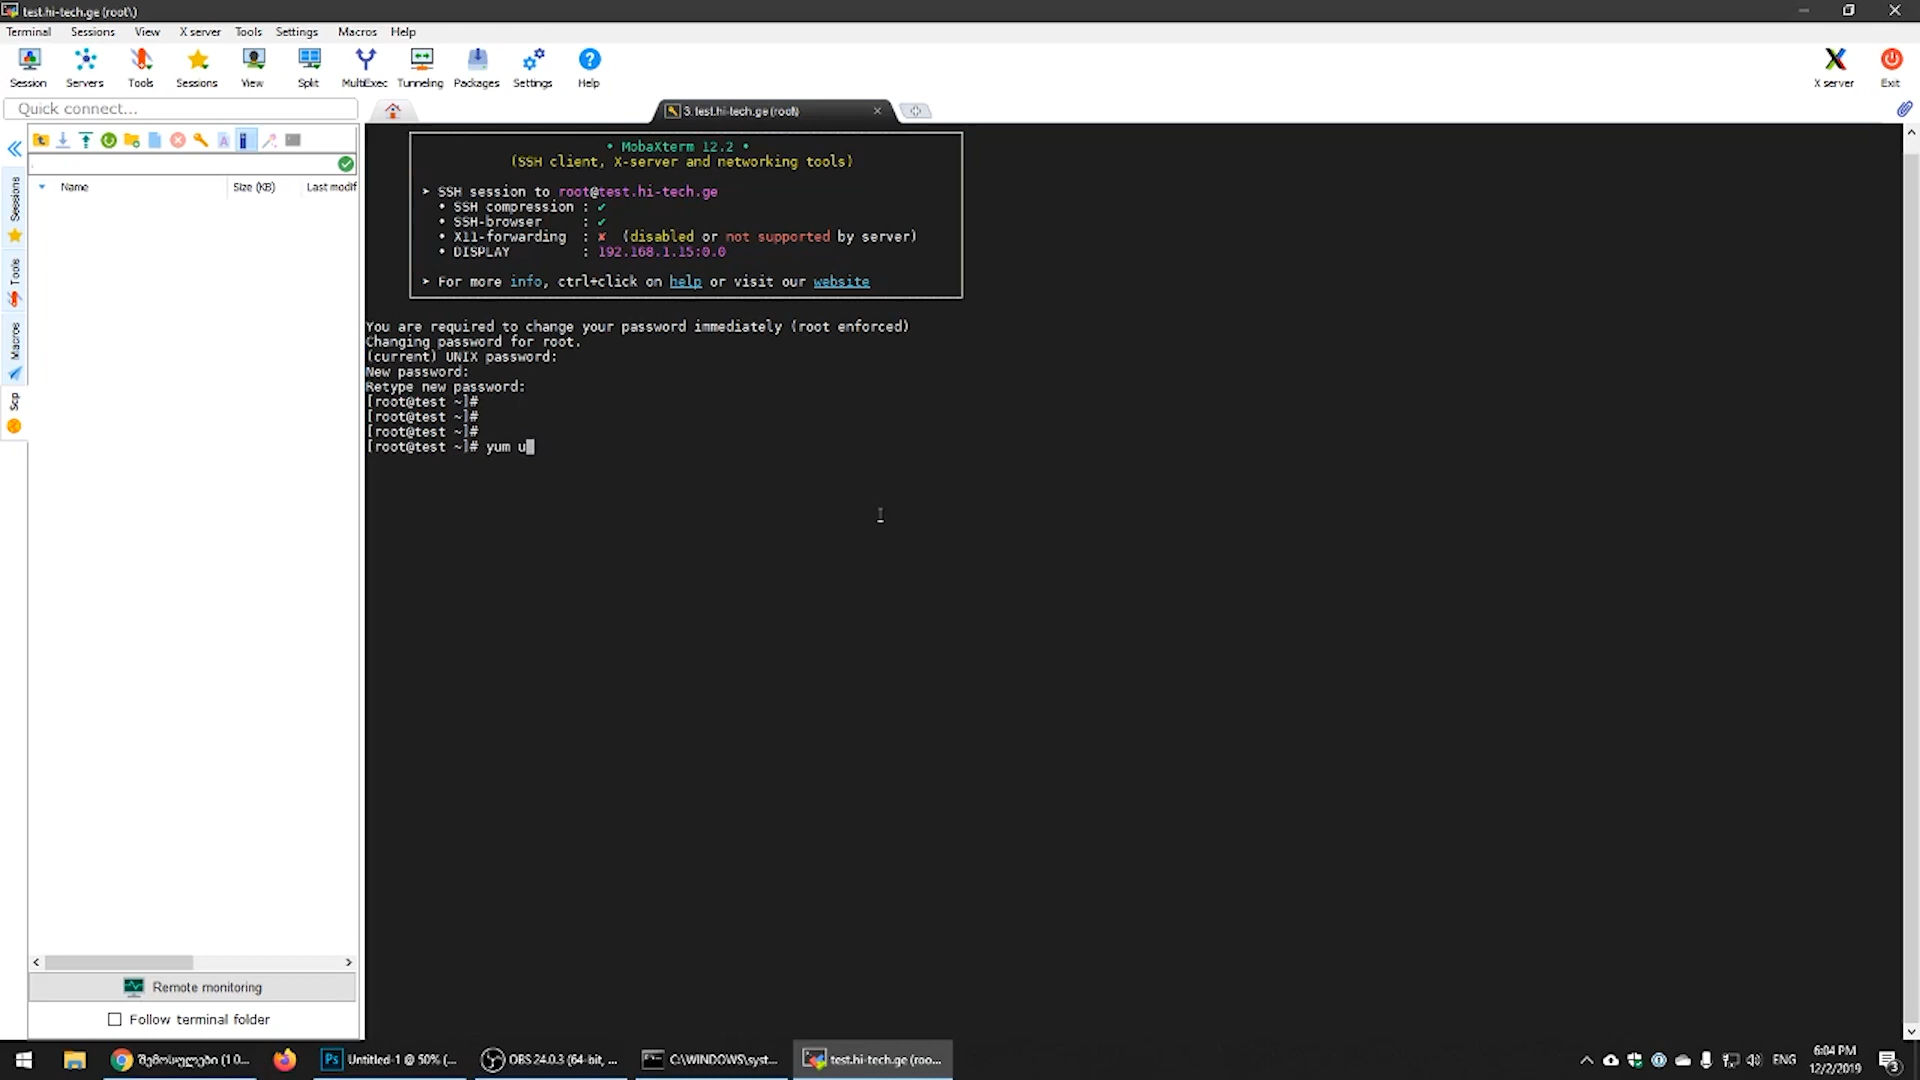 test.hi-tech.ge (root\)
Terminal Sessions View X server Tools Settings Macros Help
Session Servers Tools Sessions View Split MultiExec Tunneling Packages Settings Help X server Exit
Quick connect...
3. test.hi-tech.ge (root\)
Name Size (KB) Last modif
Sessions
Tools
Macros
Scp
• MobaXterm 12.2 •
(SSH client, X-server and networking tools)
➤ SSH session to root@test.hi-tech.ge
• SSH compression : ✔
• SSH-browser : ✔
• X11-forwarding : ✘ (disabled or not supported by server)
• DISPLAY : 192.168.1.15:0.0
➤ For more info, ctrl+click on help or visit our website
You are required to change your password immediately (root enforced)
Changing password for root.
(current) UNIX password:
New password:
Retype new password:
[root@test ~]#
[root@test ~]#
[root@test ~]#
[root@test ~]# yum u
Remote monitoring
Follow terminal folder
შემოსულები (10... Untitled-1 @ 50% (... OBS 24.0.3 (64-bit, ... C:\WINDOWS\syst... test.hi-tech.ge (roo...
ENG 6:04 PM
12/2/2019
3